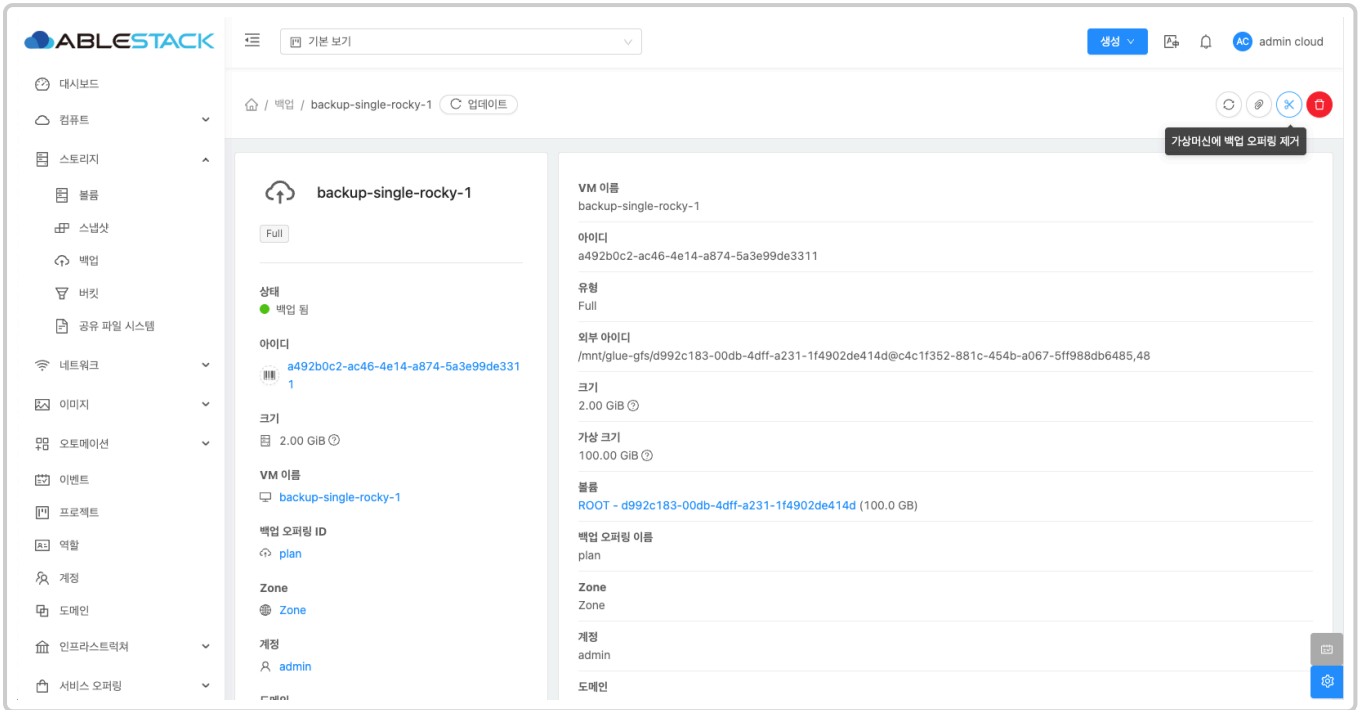 ABLESTACK
기본 보기
생성
AC
admin cloud
대시보드
컴퓨트
스토리지
볼륨
스냅샷
백업
버킷
공유 파일 시스템
네트워크
이미지
오토메이션
이벤트
프로젝트
역할
계정
도메인
인프라스트럭쳐
서비스 오퍼링
/ 백업 / backup-single-rocky-1
업데이트
가상머신에 백업 오퍼링 제거
backup-single-rocky-1
Full
상태
백업 됨
아이디
a492b0c2-ac46-4e14-a874-5a3e99de331
1
크기
2.00 GiB
VM 이름
backup-single-rocky-1
백업 오퍼링 ID
plan
Zone
Zone
계정
admin
도메인
VM 이름
backup-single-rocky-1
아이디
a492b0c2-ac46-4e14-a874-5a3e99de3311
유형
Full
외부 아이디
/mnt/glue-gfs/d992c183-00db-4dff-a231-1f4902de414d@c4c1f352-881c-454b-a067-5ff988db6485,48
크기
2.00 GiB
가상 크기
100.00 GiB
볼륨
ROOT - d992c183-00db-4dff-a231-1f4902de414d (100.0 GB)
백업 오퍼링 이름
plan
Zone
Zone
계정
admin
도메인